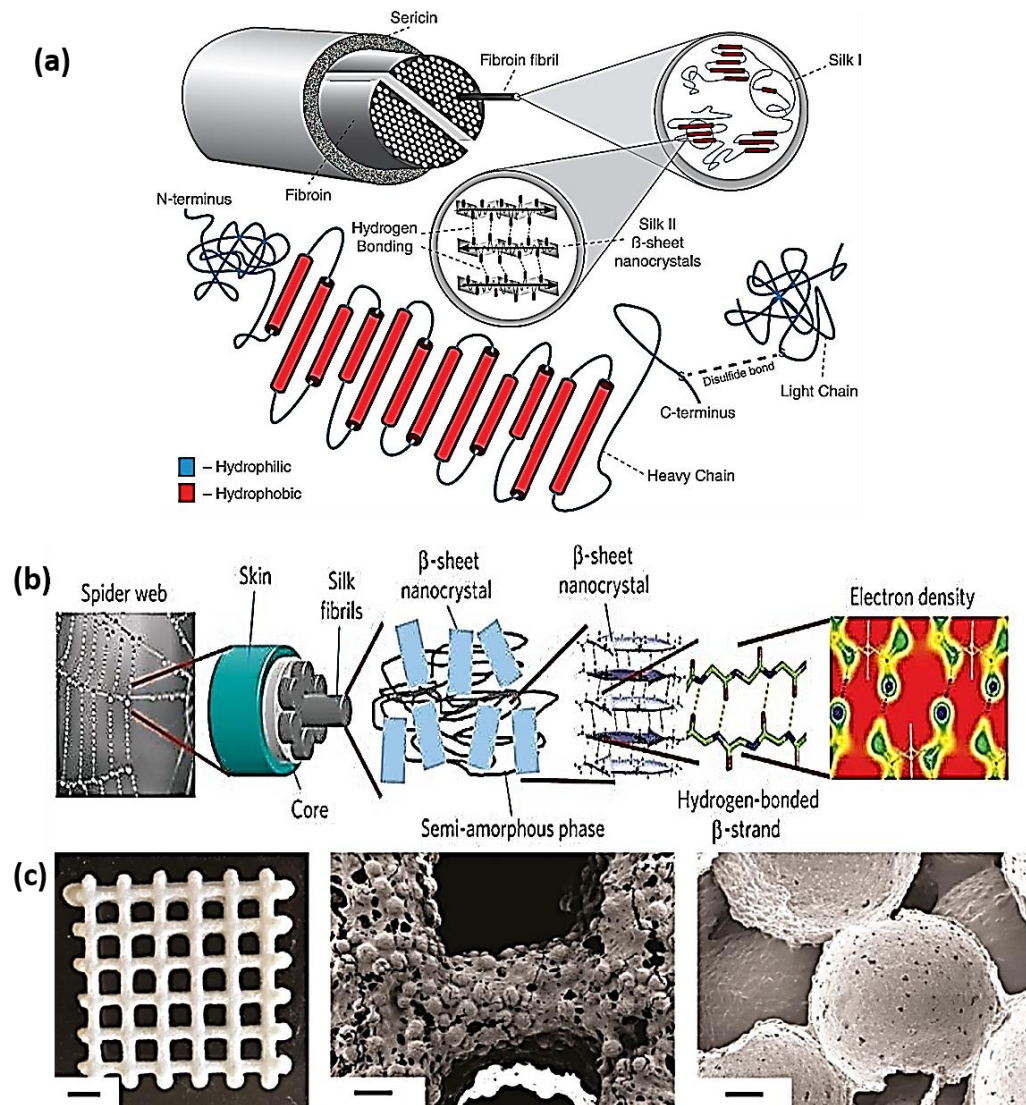 (a)
Sericin
Fibroin fibril
Silk I
Fibroin
N-terminus
Hydrogen
Bonding
Silk II
β-sheet
nanocrystals
S
S
Disulfide bond
Light Chain
C-terminus
Heavy Chain
– Hydrophilic
– Hydrophobic
(b)
Spider web
Skin
Silk
fibrils
β-sheet
nanocrystal
β-sheet
nanocrystal
Electron density
Core
Semi-amorphous phase
Hydrogen-bonded
β-strand
(c)